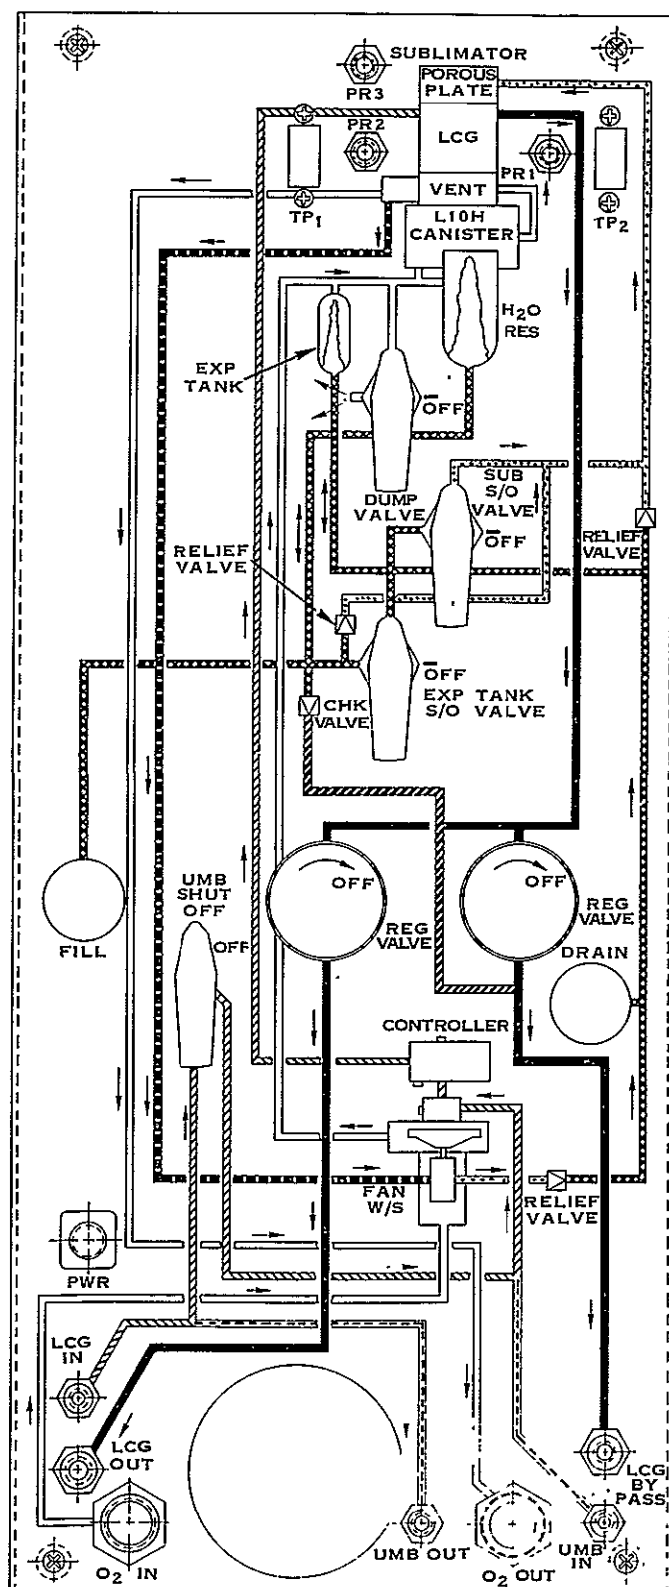 SUBLIMATOR
POROUS
PLATE
PR3
PR2
LCG
PR1
VENT
TP1
TP2
L10H
CANISTER
H2O
RES
EXP
TANK
OFF
DUMP
VALVE
SUB
S/O
VALVE
OFF
RELIEF
VALVE
RELIEF
VALVE
OFF
EXP TANK
S/O VALVE
CHK
VALVE
UMB
SHUT
OFF
OFF
OFF
OFF
REG
VALVE
REG
VALVE
FILL
DRAIN
CONTROLLER
FAN
W/S
RELIEF
VALVE
PWR
LCG
IN
LCG
OUT
LCG
BY
PASS
O2 IN
UMB OUT
O2 OUT
UMB
IN